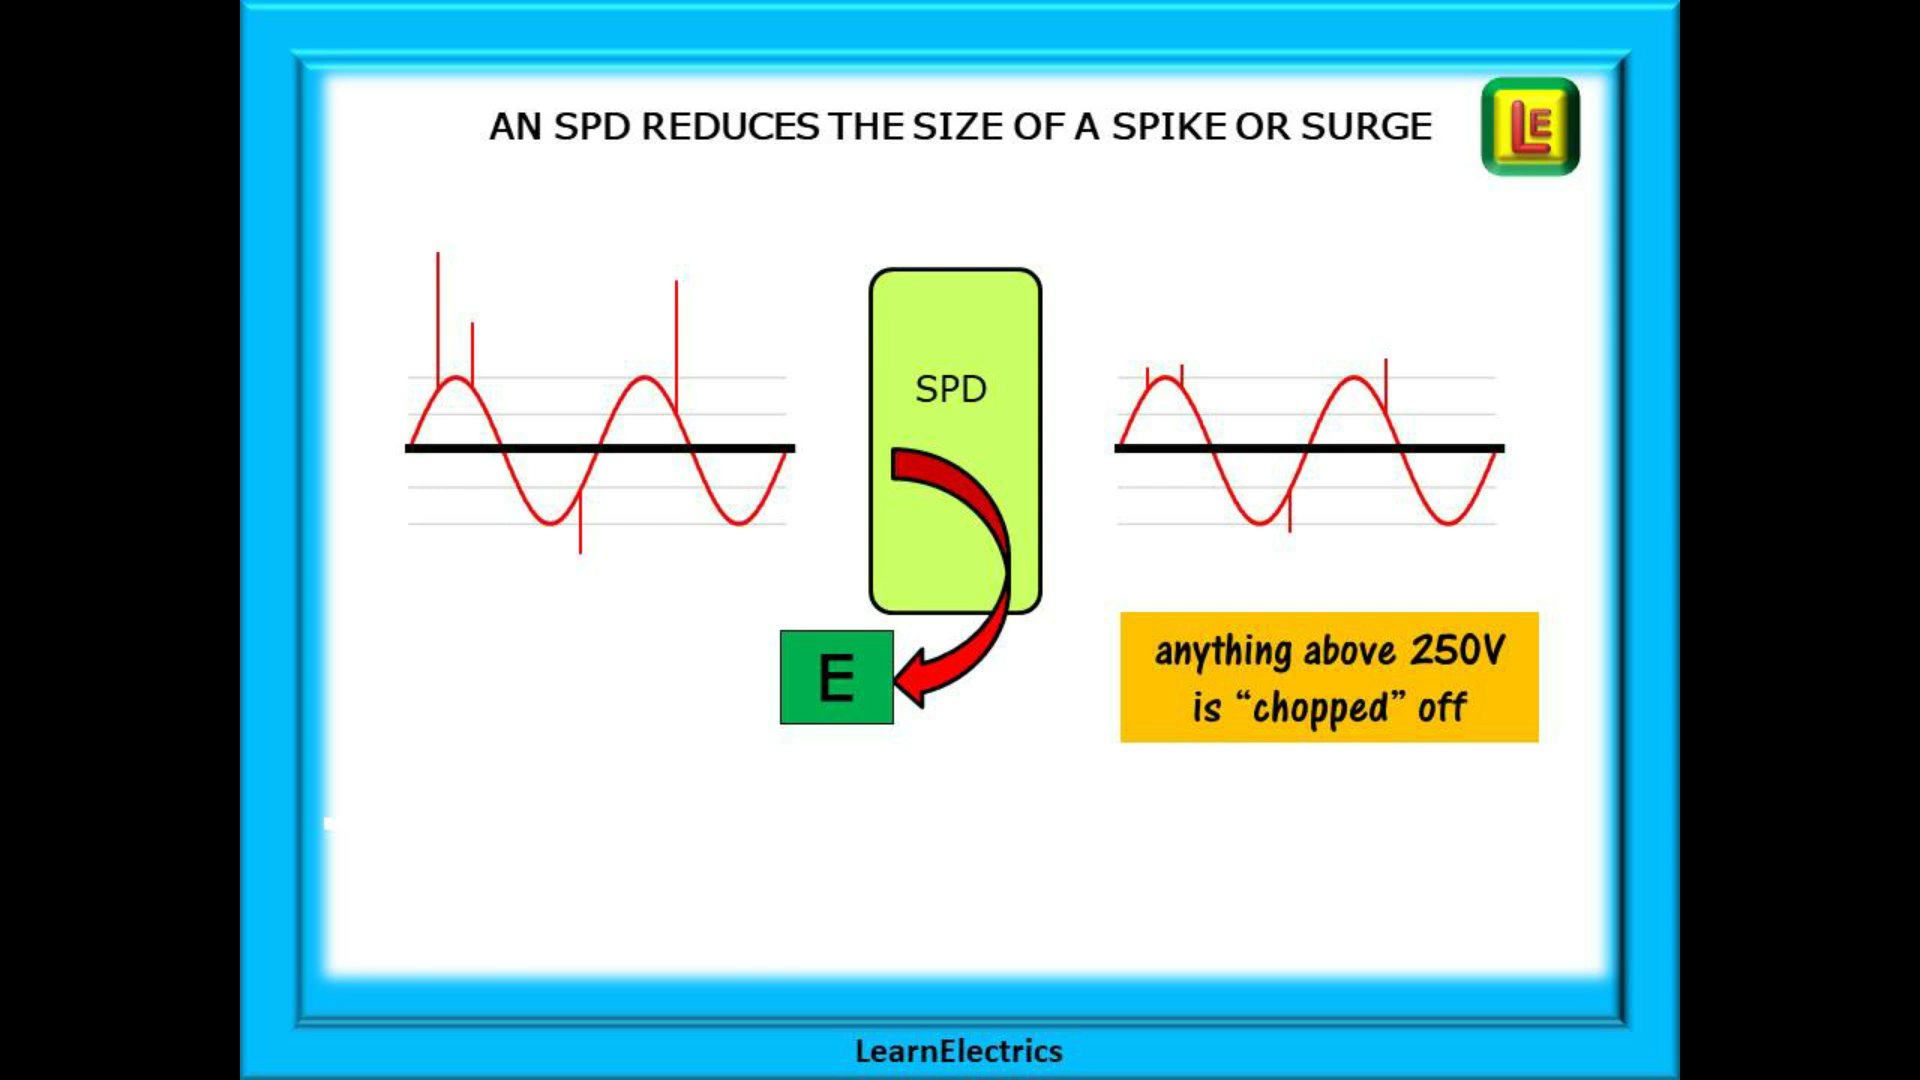 AN SPD REDUCES THE SIZE OF A SPIKE OR SURGE
LE
SPD
E
anything above 250V
is “chopped” off
LearnElectrics